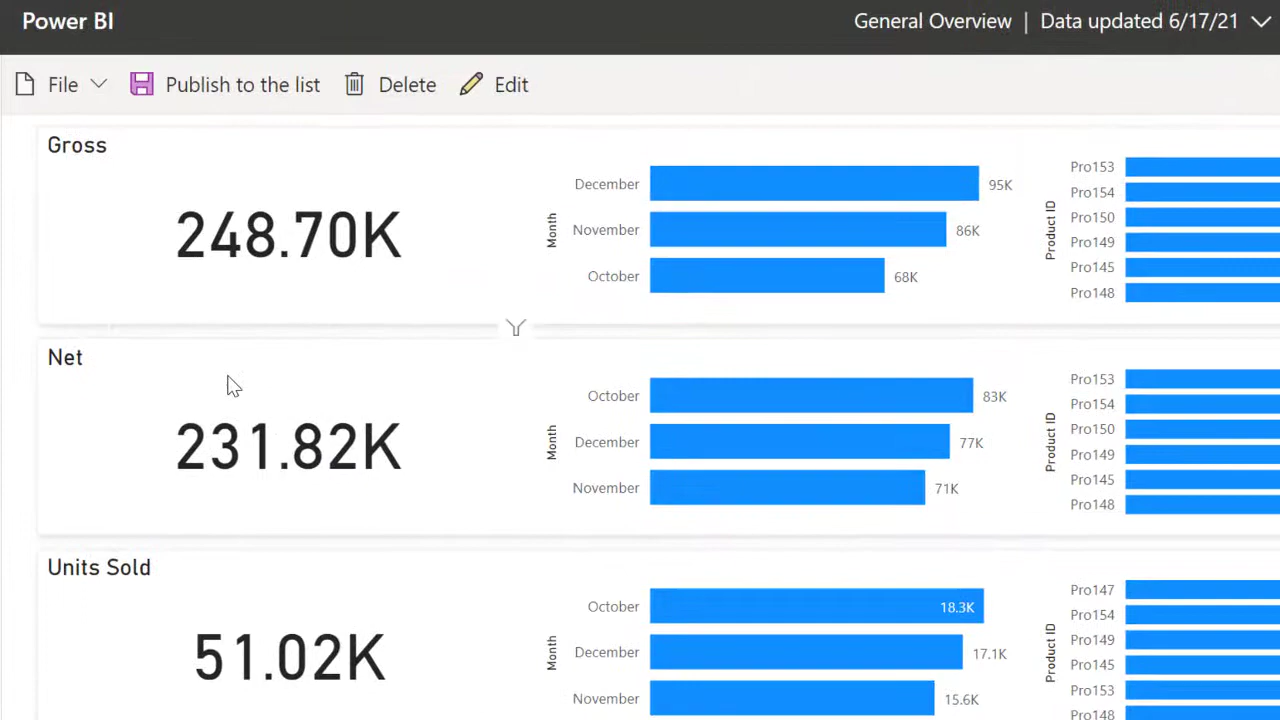 Power BI
General Overview | Data updated 6/17/21
File Publish to the list Delete Edit
Gross
248.70K
Month
December 95K
November 86K
October 68K
Product ID
Pro153
Pro154
Pro150
Pro149
Pro145
Pro148
Net
231.82K
Month
October 83K
December 77K
November 71K
Product ID
Pro153
Pro154
Pro150
Pro149
Pro145
Pro148
Units Sold
51.02K
Month
October 18.3K
December 17.1K
November 15.6K
Product ID
Pro147
Pro154
Pro149
Pro145
Pro153
Pro148